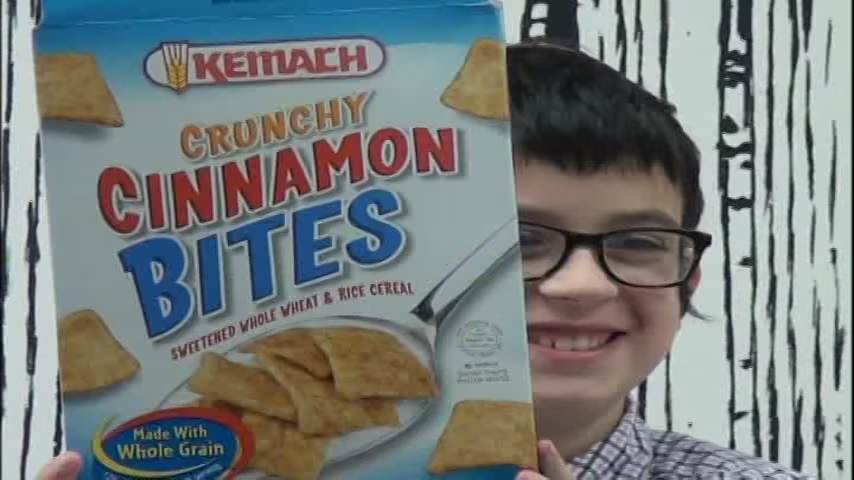 KEMACH
CRUNCHY
CINNAMON
BITES
SWEETENED WHOLE WHEAT & RICE CEREAL
Made With
Whole Grain